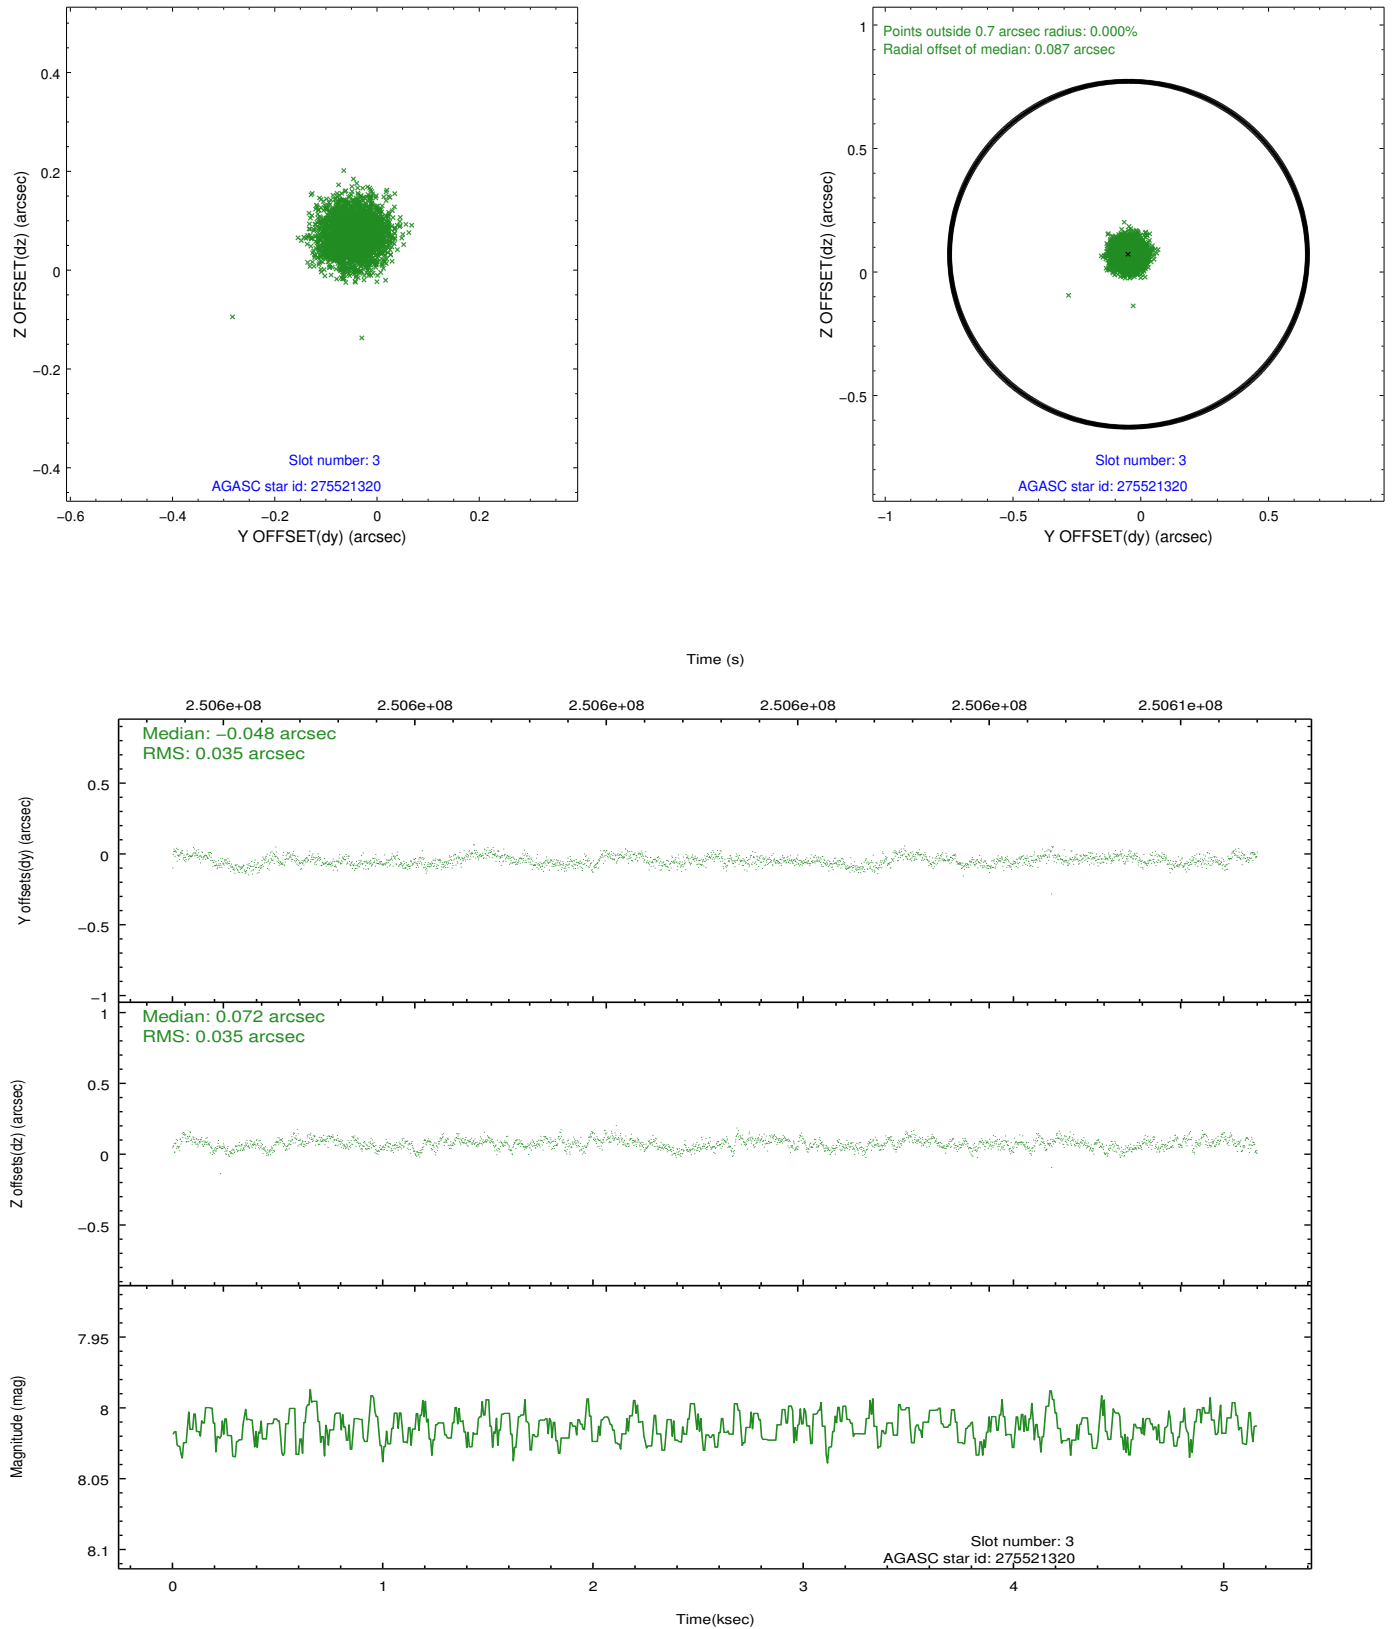 0.4
0.2
0
−0.2
−0.4
Z OFFSET(dz) (arcsec)
Slot number: 3
AGASC star id: 275521320
−0.6
−0.4
−0.2
0
0.2
Y OFFSET(dy) (arcsec)
Points outside 0.7 arcsec radius: 0.000%
Radial offset of median: 0.087 arcsec
1
0.5
0
−0.5
Z OFFSET(dz) (arcsec)
Slot number: 3
AGASC star id: 275521320
−1
−0.5
0
0.5
Y OFFSET(dy) (arcsec)
Time (s)
2.506e+08
2.506e+08
2.506e+08
2.506e+08
2.506e+08
2.5061e+08
Median: −0.048 arcsec
RMS: 0.035 arcsec
0.5
0
−0.5
−1
Y offsets(dy) (arcsec)
Median: 0.072 arcsec
RMS: 0.035 arcsec
1
0.5
0
−0.5
Z offsets(dz) (arcsec)
7.95
8
8.05
8.1
Magnitude (mag)
Slot number: 3
AGASC star id: 275521320
0
1
2
3
4
5
Time(ksec)